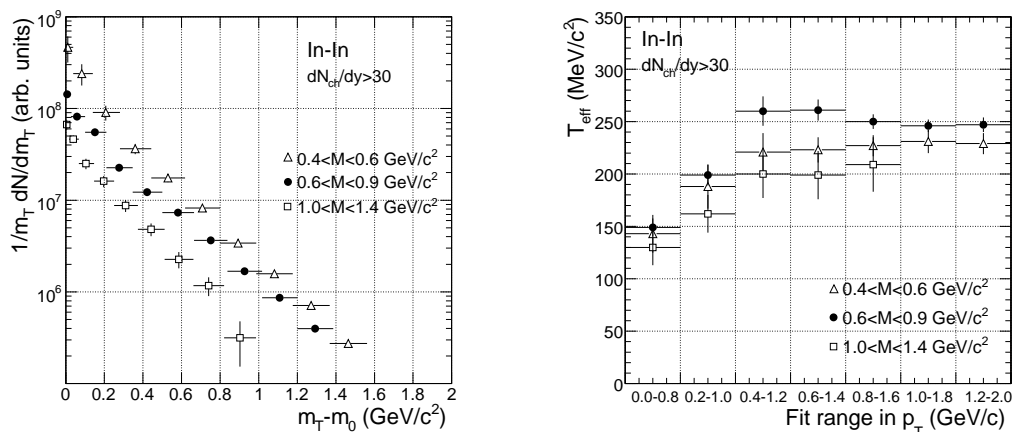 1/m_T dN/dm_T (arb. units)
10^9
10^8
10^7
10^6
In-In
dN_ch/dy>30
0.4<M<0.6 GeV/c^2
0.6<M<0.9 GeV/c^2
1.0<M<1.4 GeV/c^2
0 0.2 0.4 0.6 0.8 1 1.2 1.4 1.6 1.8 2
m_T-m_0 (GeV/c^2)
T_eff (MeV/c^2)
350
300
250
200
150
100
50
0
In-In
dN_ch/dy>30
0.4<M<0.6 GeV/c^2
0.6<M<0.9 GeV/c^2
1.0<M<1.4 GeV/c^2
0.0-0.8 0.2-1.0 0.4-1.2 0.6-1.4 0.8-1.6 1.0-1.8 1.2-2.0
Fit range in p_T (GeV/c)